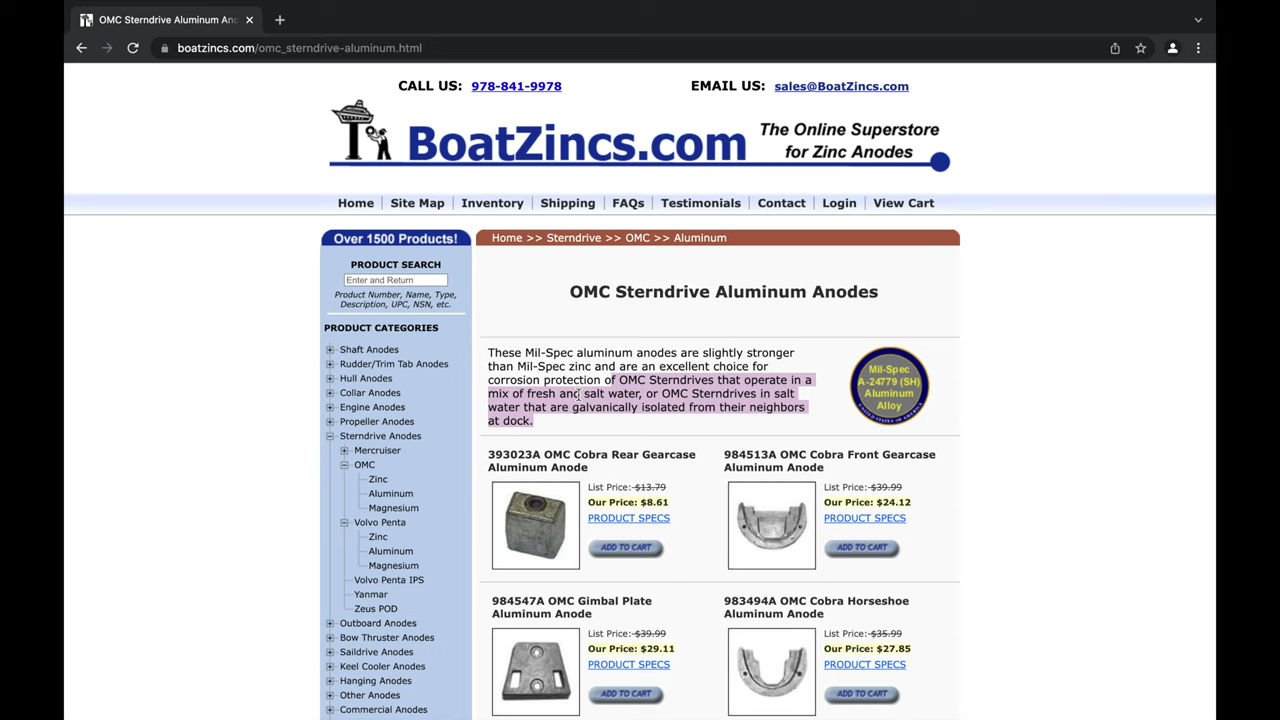 OMC Sterndrive Aluminum Ano
boatzincs.com/omc_sterndrive-aluminum.html
CALL US: 978-841-9978
EMAIL US: sales@BoatZincs.com
BoatZincs.com
The Online Superstore
for Zinc Anodes
Home
Site Map
Inventory
Shipping
FAQs
Testimonials
Contact
Login
View Cart
Over 1500 Products!
PRODUCT SEARCH
Enter and Return
Product Number, Name, Type,
Description, UPC, NSN, etc.
PRODUCT CATEGORIES
Shaft Anodes
Rudder/Trim Tab Anodes
Hull Anodes
Collar Anodes
Engine Anodes
Propeller Anodes
Sterndrive Anodes
Mercruiser
OMC
Zinc
Aluminum
Magnesium
Volvo Penta
Zinc
Aluminum
Magnesium
Volvo Penta IPS
Yanmar
Zeus POD
Outboard Anodes
Bow Thruster Anodes
Saildrive Anodes
Keel Cooler Anodes
Hanging Anodes
Other Anodes
Commercial Anodes
Home >> Sterndrive >> OMC >> Aluminum
OMC Sterndrive Aluminum Anodes
These Mil-Spec aluminum anodes are slightly stronger
than Mil-Spec zinc and are an excellent choice for
corrosion protection of OMC Sterndrives that operate in a
mix of fresh and salt water, or OMC Sterndrives in salt
water that are galvanically isolated from their neighbors
at dock.
Mil-Spec
A-24779 (SH)
Aluminum
Alloy
UNITED STATES OF AMERICA
393023A OMC Cobra Rear Gearcase
Aluminum Anode
List Price: $13.79
Our Price: $8.61
PRODUCT SPECS
ADD TO CART
984513A OMC Cobra Front Gearcase
Aluminum Anode
List Price: $39.99
Our Price: $24.12
PRODUCT SPECS
ADD TO CART
984547A OMC Gimbal Plate
Aluminum Anode
List Price: $39.99
Our Price: $29.11
PRODUCT SPECS
ADD TO CART
983494A OMC Cobra Horseshoe
Aluminum Anode
List Price: $35.99
Our Price: $27.85
PRODUCT SPECS
ADD TO CART